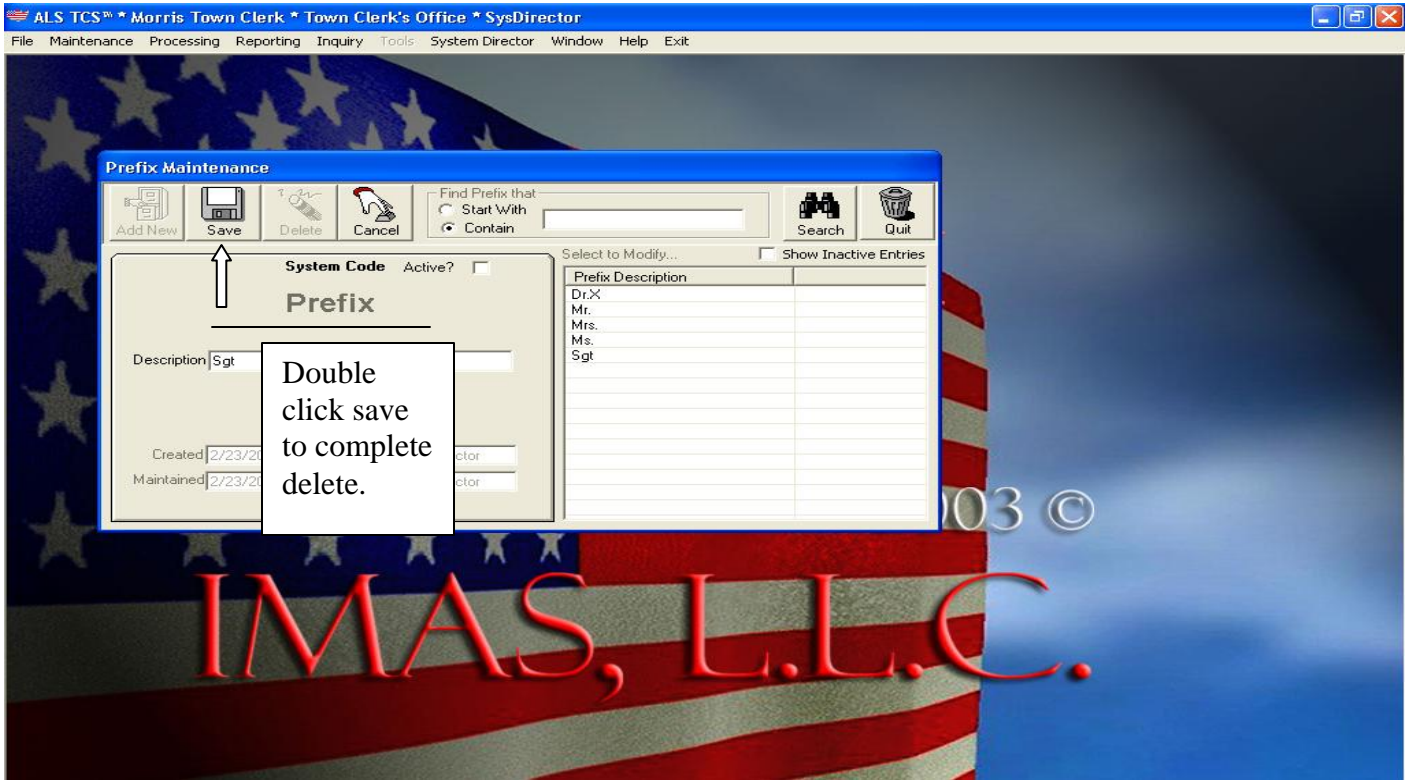 ALS TCS™ * Morris Town Clerk * Town Clerk's Office * SysDirector
File Maintenance Processing Reporting Inquiry Tools System Director Window Help Exit
Prefix Maintenance
Add New Save Delete Cancel
Find Prefix that
Start With
Contain
Search Quit
System Code Active?
Prefix
Description Sgt
Created 2/23/20 ctor
Maintained 2/23/20 ctor
Double
click save
to complete
delete.
Select to Modify... Show Inactive Entries
Prefix Description
Dr.X
Mr.
Mrs.
Ms.
Sgt
003 ©
IMAS, L.L.C.